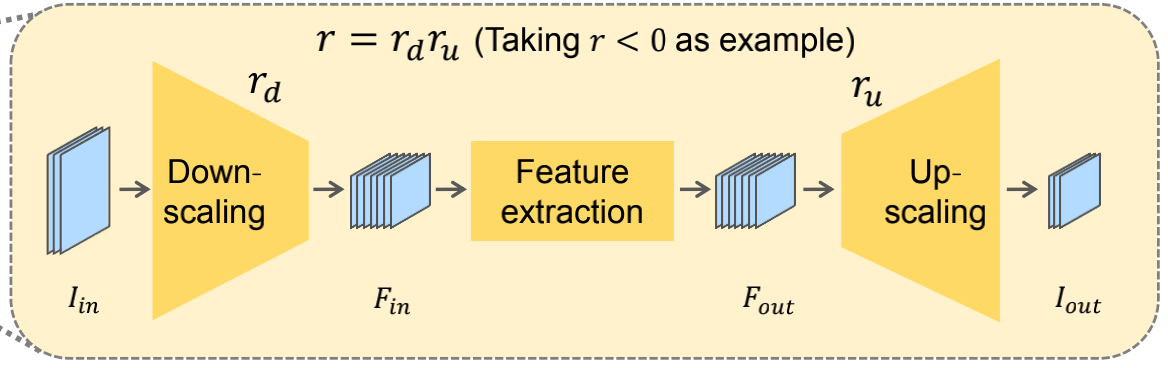 r = r_d r_u (Taking r < 0 as example)
r_d
r_u
Down-
scaling
Feature
extraction
Up-
scaling
I_in
F_in
F_out
I_out